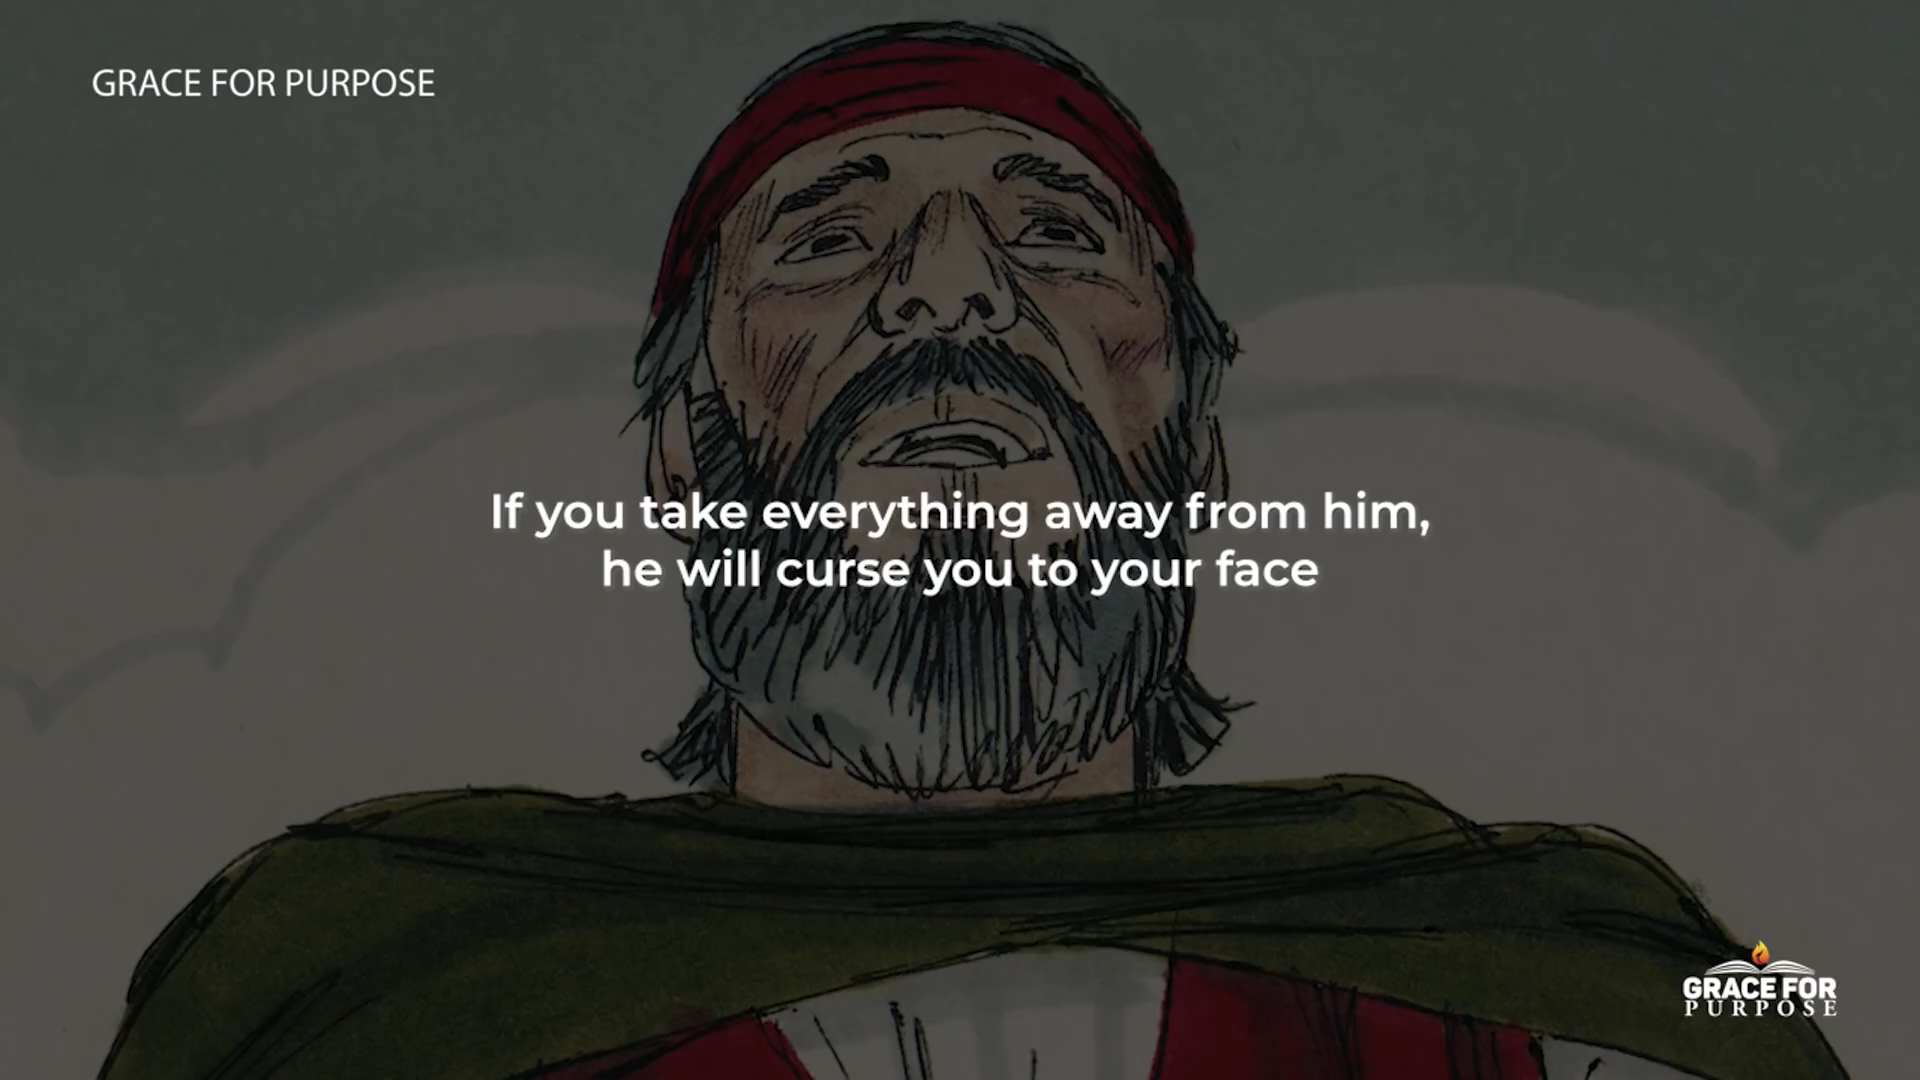 GRACE FOR PURPOSE
If you take everything away from him,
he will curse you to your face
GRACE FOR
PURPOSE